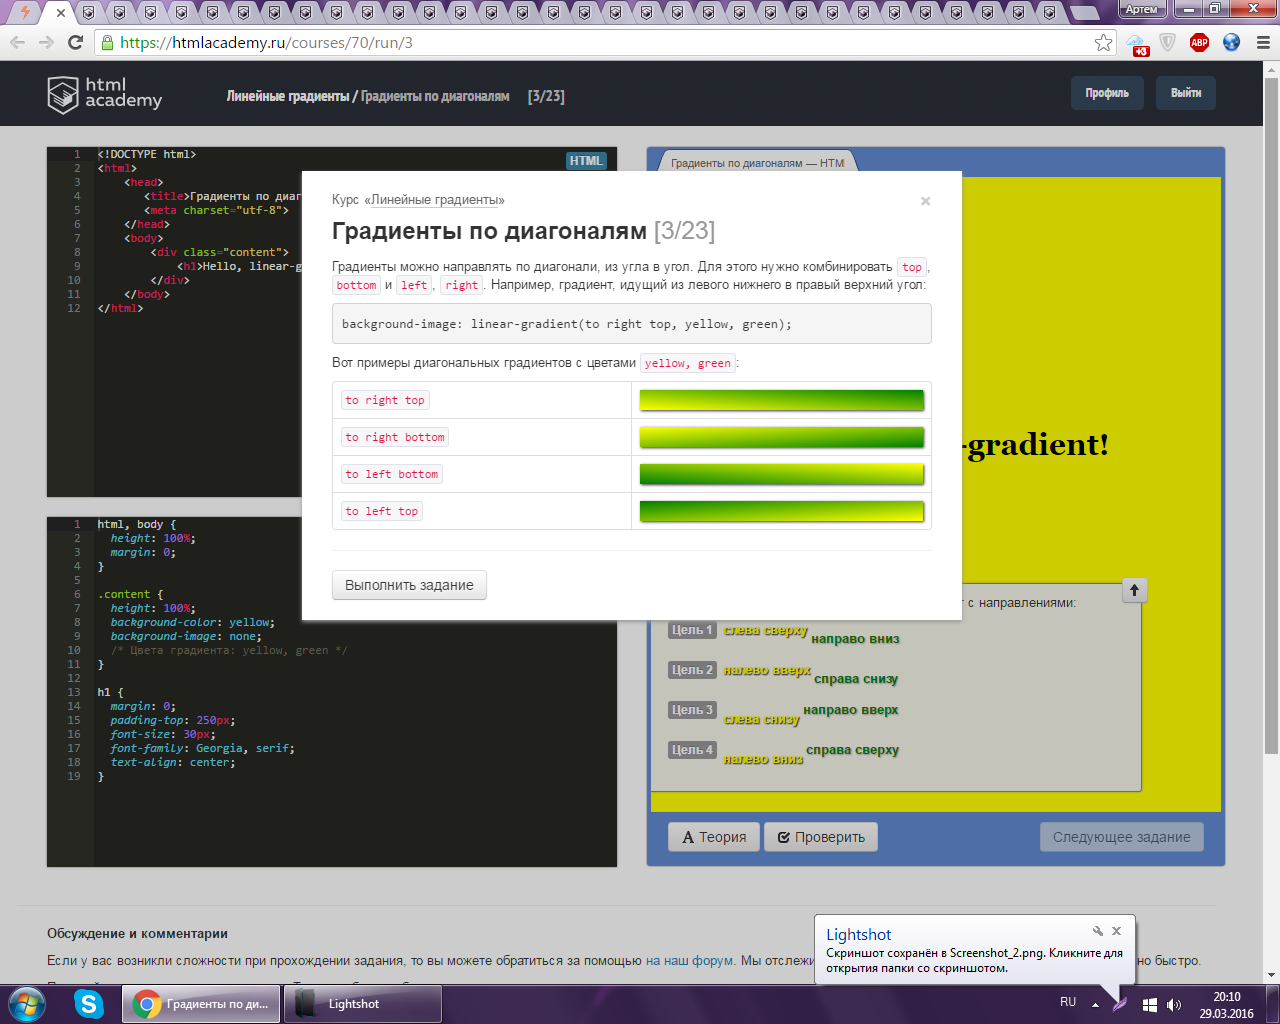 Артем
https://htmlacademy.ru/courses/70/run/3
+3
ABP
html
academy
Линейные градиенты / Градиенты по диагоналям [3/23]
Профиль
Выйти
HTML
1 <!DOCTYPE html>
2 <html>
3 <head>
4 <title>Градиенты по диаг
5 <meta charset="utf-8">
6 </head>
7 <body>
8 <div class="content">
9 <h1>Hello, linear-g
10 </div>
11 </body>
12 </html>
Градиенты по диагоналям — HTM
Курс «Линейные градиенты»
×
Градиенты по диагоналям [3/23]
Градиенты можно направлять по диагонали, из угла в угол. Для этого нужно комбинировать top,
bottom и left, right. Например, градиент, идущий из левого нижнего в правый верхний угол:
background-image: linear-gradient(to right top, yellow, green);
Вот примеры диагональных градиентов с цветами yellow, green:
to right top
to right bottom
to left bottom
to left top
Выполнить задание
-gradient!
1 html, body {
2 height: 100%;
3 margin: 0;
4 }
5
6 .content {
7 height: 100%;
8 background-color: yellow;
9 background-image: none;
10 /* Цвета градиента: yellow, green */
11 }
12
13 h1 {
14 margin: 0;
15 padding-top: 250px;
16 font-size: 30px;
17 font-family: Georgia, serif;
18 text-align: center;
19 }
т с направлениями:
Цель 1 слева сверху направо вниз
Цель 2 налево вверх справа снизу
Цель 3 слева снизу направо вверх
Цель 4 налево вниз справа сверху
Теория
Проверить
Следующее задание
Обсуждение и комментарии
Если у вас возникли сложности при прохождении задания, то вы можете обратиться за помощью на наш форум. Мы отслежи
но быстро.
Lightshot
Скриншот сохранён в Screenshot_2.png. Кликните для
открытия папки со скриншотом.
Градиенты по ди...
Lightshot
RU
20:10
29.03.2016